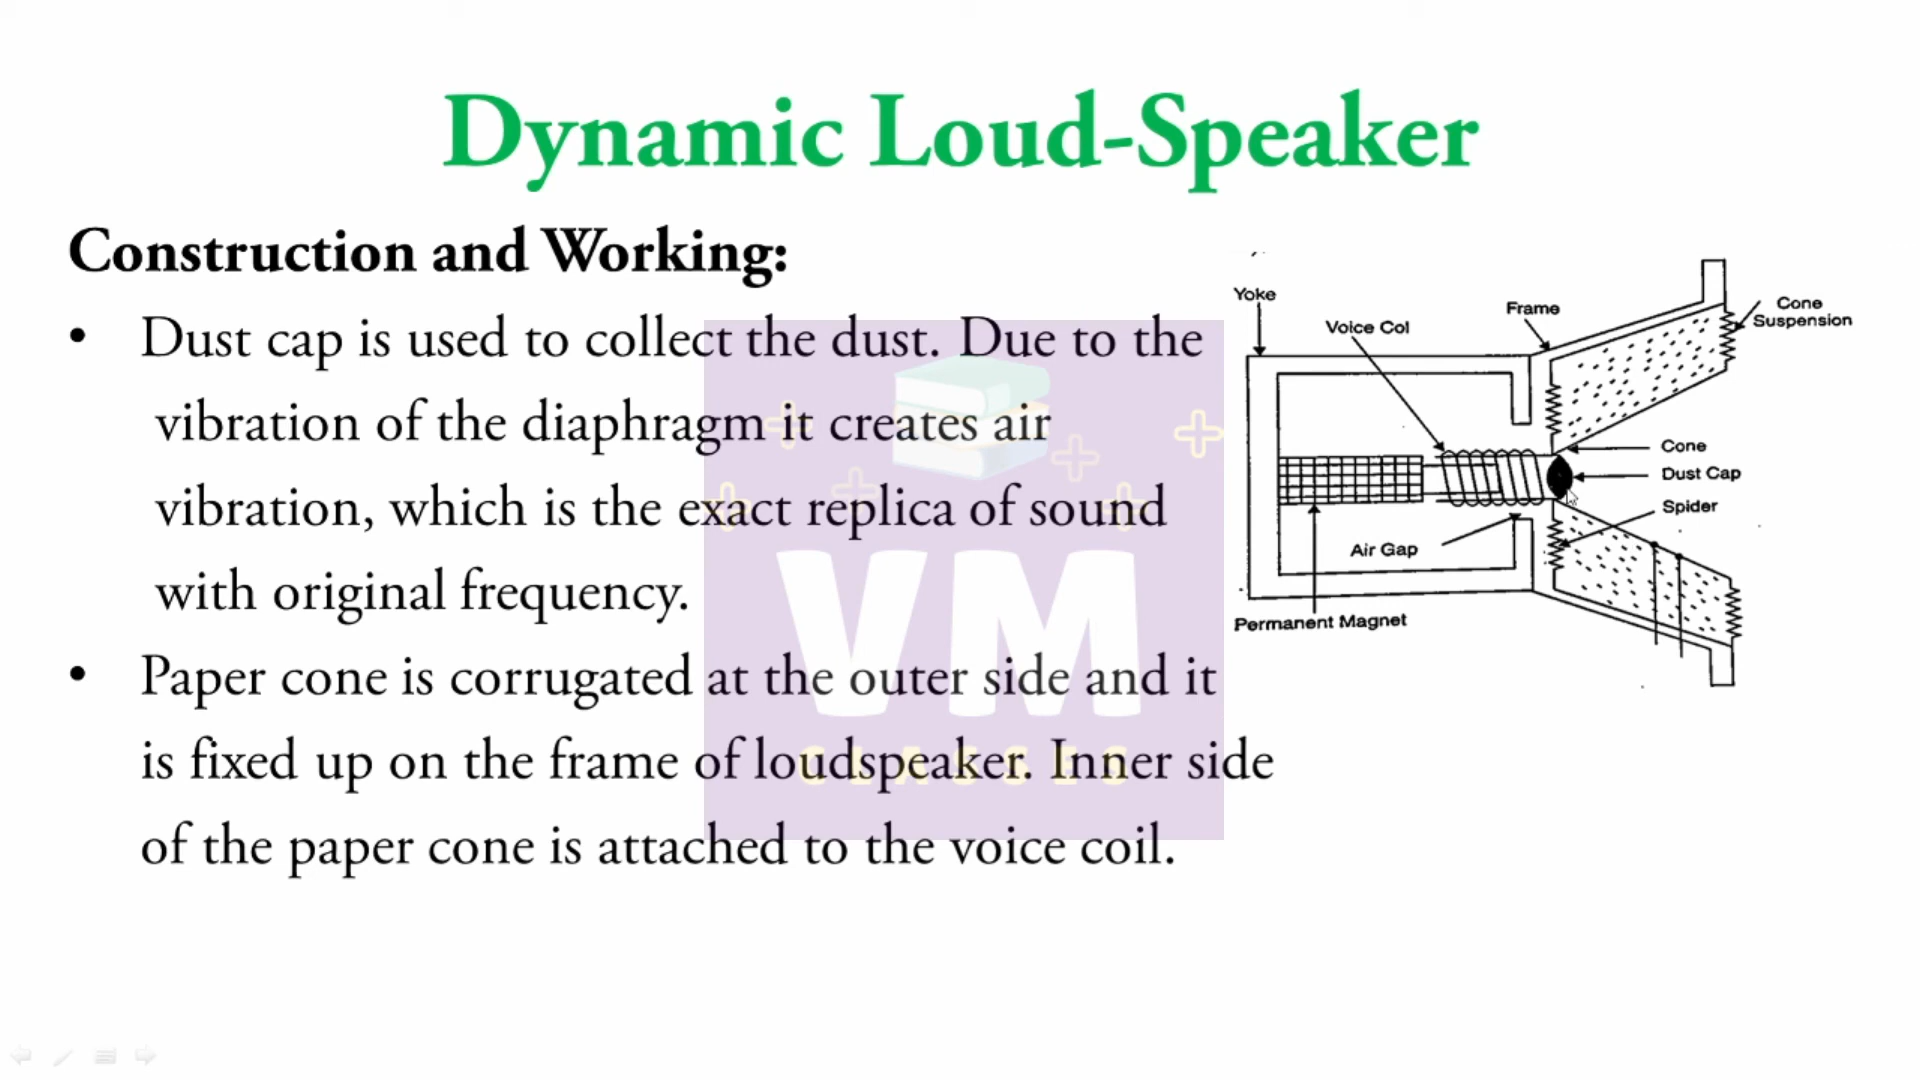 Dynamic Loud-Speaker
Construction and Working:
• Dust cap is used to collect the dust. Due to the
vibration of the diaphragm it creates air
vibration, which is the exact replica of sound
with original frequency.
• Paper cone is corrugated at the outer side and it
is fixed up on the frame of loudspeaker. Inner side
of the paper cone is attached to the voice coil.
Yoke
Voice Col
Frame
Cone
Suspension
Cone
Dust Cap
Spider
Air Gap
Permanent Magnet
VM
CLASSES